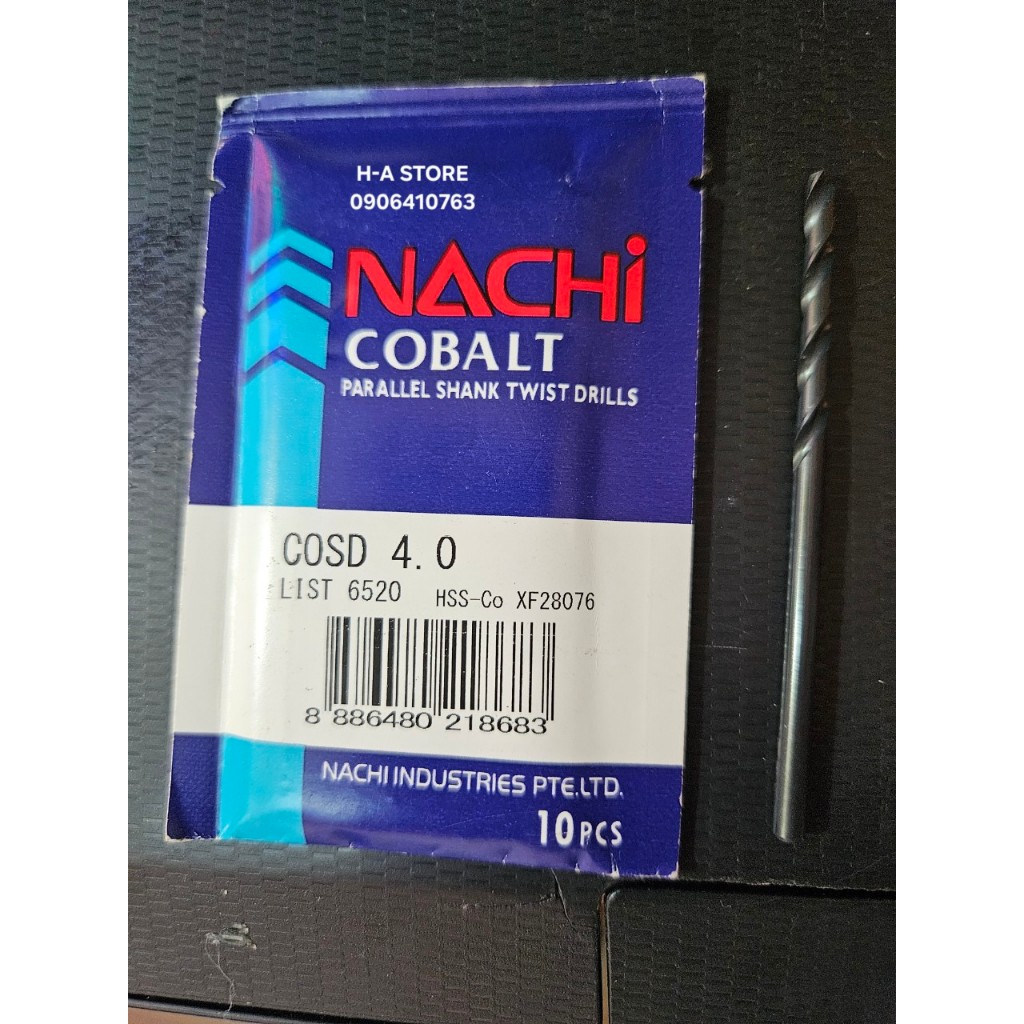 H-A STORE
0906410763
NACHi
COBALT
PARALLEL SHANK TWIST DRILLS
COSD 4.0
LIST 6520 HSS-Co XF28076
8 886480 218683
NACHI INDUSTRIES PTE.LTD.
10PCS